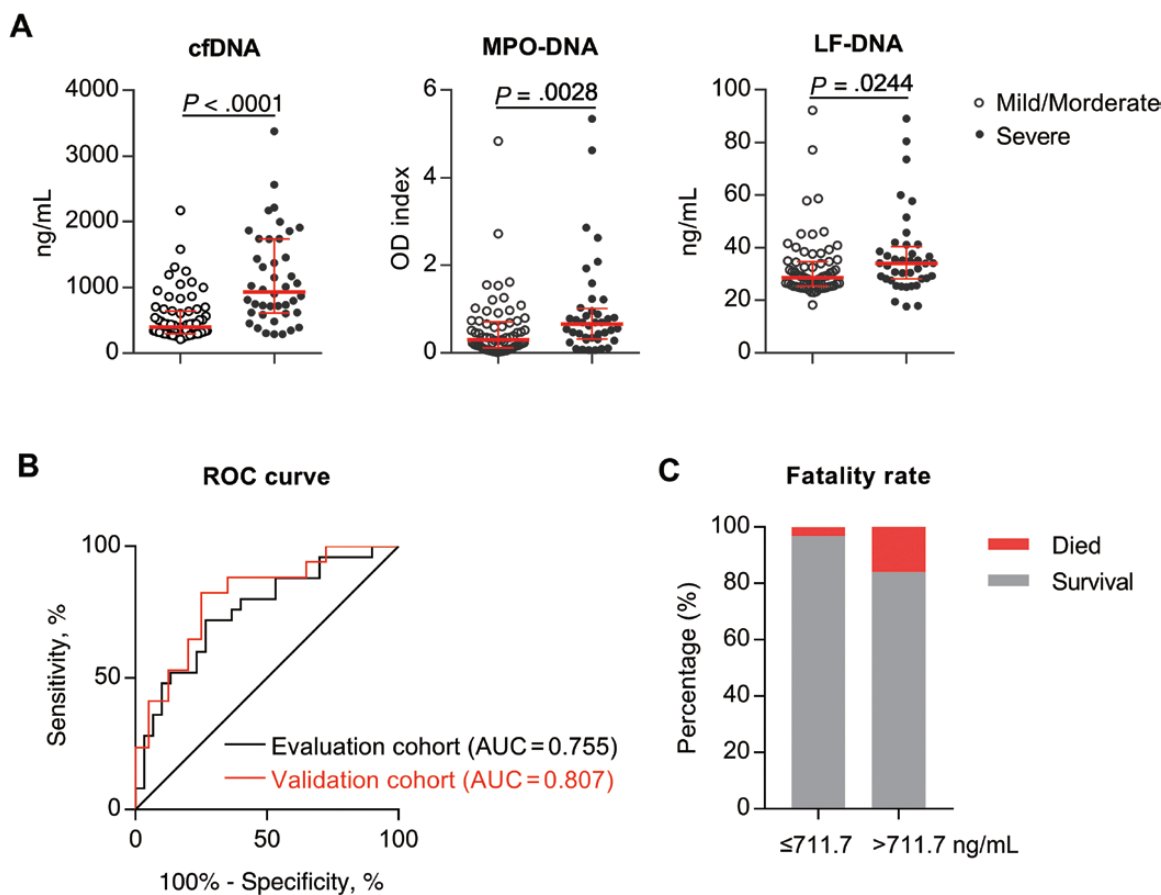 A
cfDNA
MPO-DNA
LF-DNA
P < .0001
P = .0028
P = .0244
Mild/Morderate
Severe
ng/mL
4000
3000
2000
1000
0
OD index
6
4
2
0
ng/mL
100
80
60
40
20
0
B
ROC curve
Sensitivity, %
100
50
0
Evaluation cohort (AUC = 0.755)
Validation cohort (AUC = 0.807)
0
50
100
100% - Specificity, %
C
Fatality rate
Percentage (%)
100
80
60
40
20
0
Died
Survival
≤711.7
>711.7 ng/mL